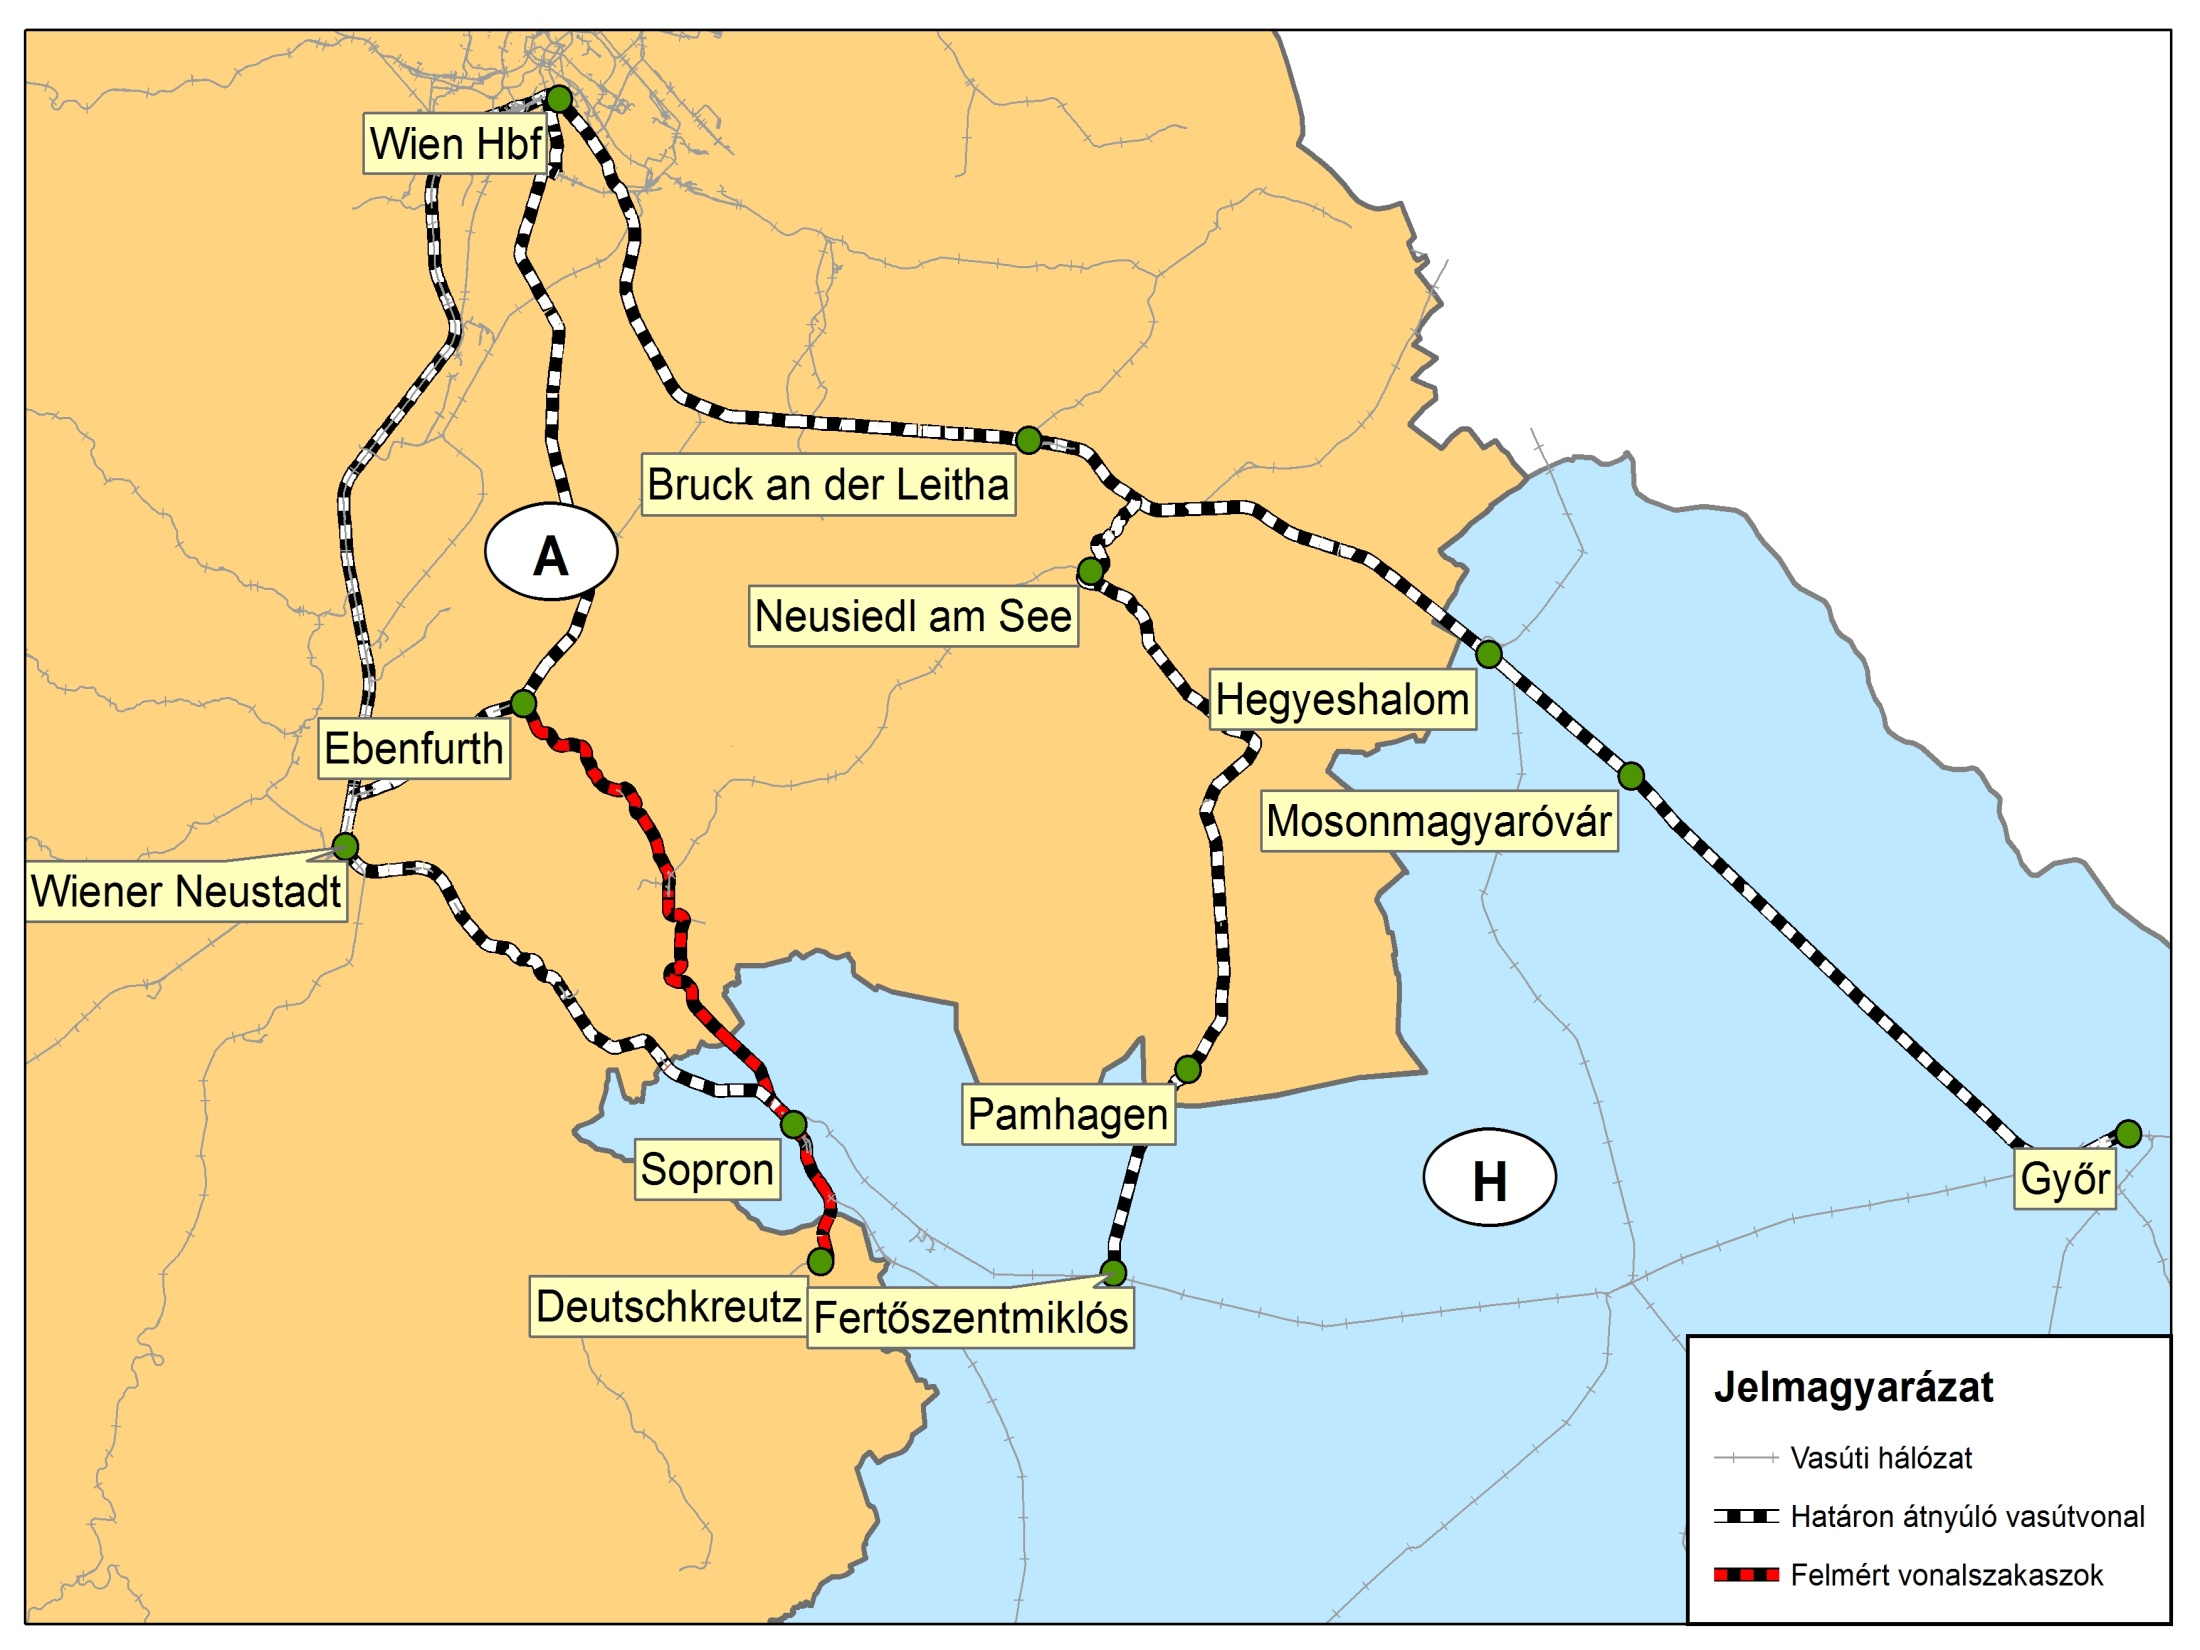 Wien Hbf
Bruck an der Leitha
A
Neusiedl am See
Hegyeshalom
Ebenfurth
Mosonmagyaróvár
Wiener Neustadt
Pamhagen
Sopron
H
Győr
Deutschkreutz
Fertőszentmiklós
Jelmagyarázat
Vasúti hálózat
Határon átnyúló vasútvonal
Felmért vonalszakaszok